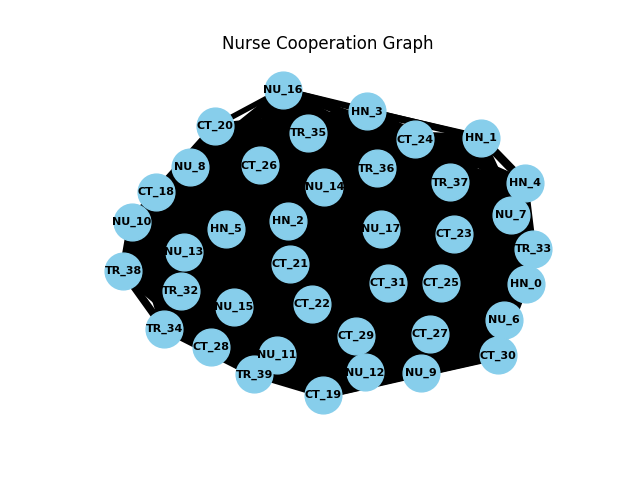 Nurse Cooperation Graph
NU_16
HN_3
CT_20
TR_35
CT_24
HN_1
NU_8
CT_26
TR_36
TR_37
HN_4
CT_18
NU_14
NU_7
NU_10
HN_5
HN_2
NU_17
CT_23
TR_33
NU_13
CT_21
TR_38
TR_32
CT_31
CT_25
HN_0
NU_15
CT_22
NU_6
TR_34
CT_29
CT_27
CT_28
NU_11
CT_30
TR_39
NU_12
NU_9
CT_19